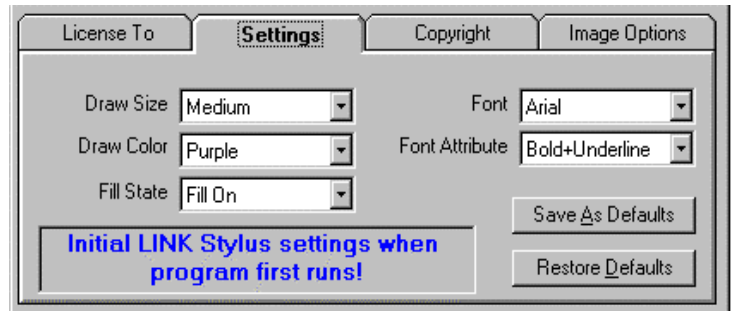 License To Settings Copyright Image Options
Draw Size Medium Font Arial
Draw Color Purple Font Attribute Bold+Underline
Fill State Fill On
Save As Defaults
Initial LINK Stylus settings when
program first runs!
Restore Defaults